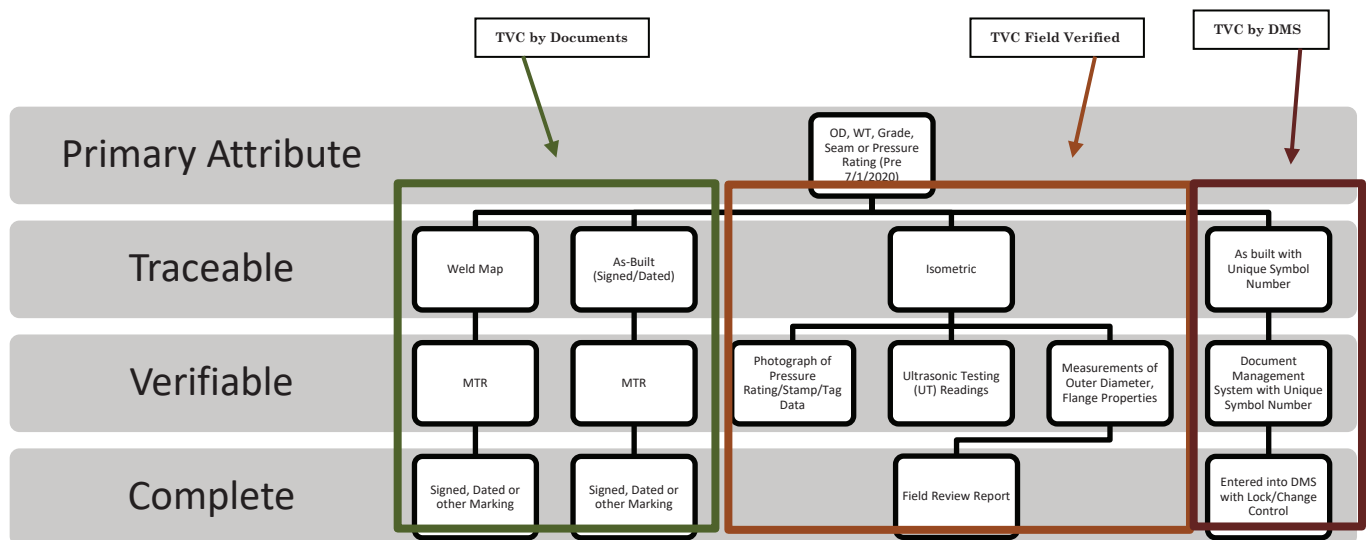 TVC by Documents
TVC Field Verified
TVC by DMS
Primary Attribute
OD, WT, Grade,
Seam or Pressure
Rating (Pre
7/1/2020)
Traceable
Weld Map
As-Built
(Signed/Dated)
Isometric
As built with
Unique Symbol
Number
Verifiable
MTR
MTR
Photograph of
Pressure
Rating/Stamp/Tag
Data
Ultrasonic Testing
(UT) Readings
Measurements of
Outer Diameter,
Flange Properties
Document
Management
System with Unique
Symbol Number
Complete
Signed, Dated or
other Marking
Signed, Dated or
other Marking
Field Review Report
Entered into DMS
with Lock/Change
Control